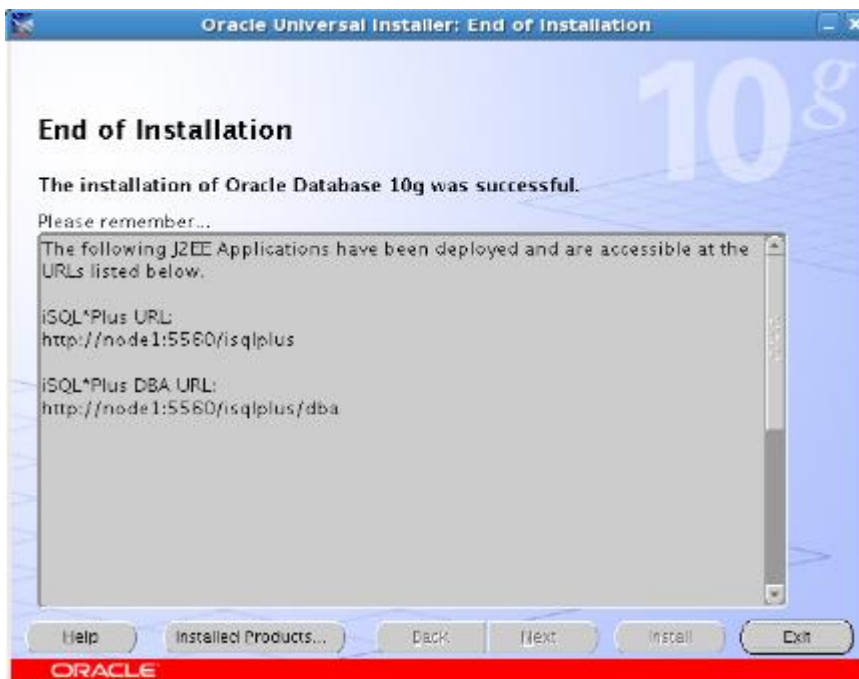 Oracle Universal Installer: End of Installation
10g
End of Installation
The installation of Oracle Database 10g was successful.
Please remember...
The following J2EE Applications have been deployed and are accessible at the
URLs listed below.
iSQL*Plus URL:
http://node1:5560/isqlplus
iSQL*Plus DBA URL:
http://node1:5560/isqlplus/dba
Help Installed Products... Back Next Install Exit
ORACLE